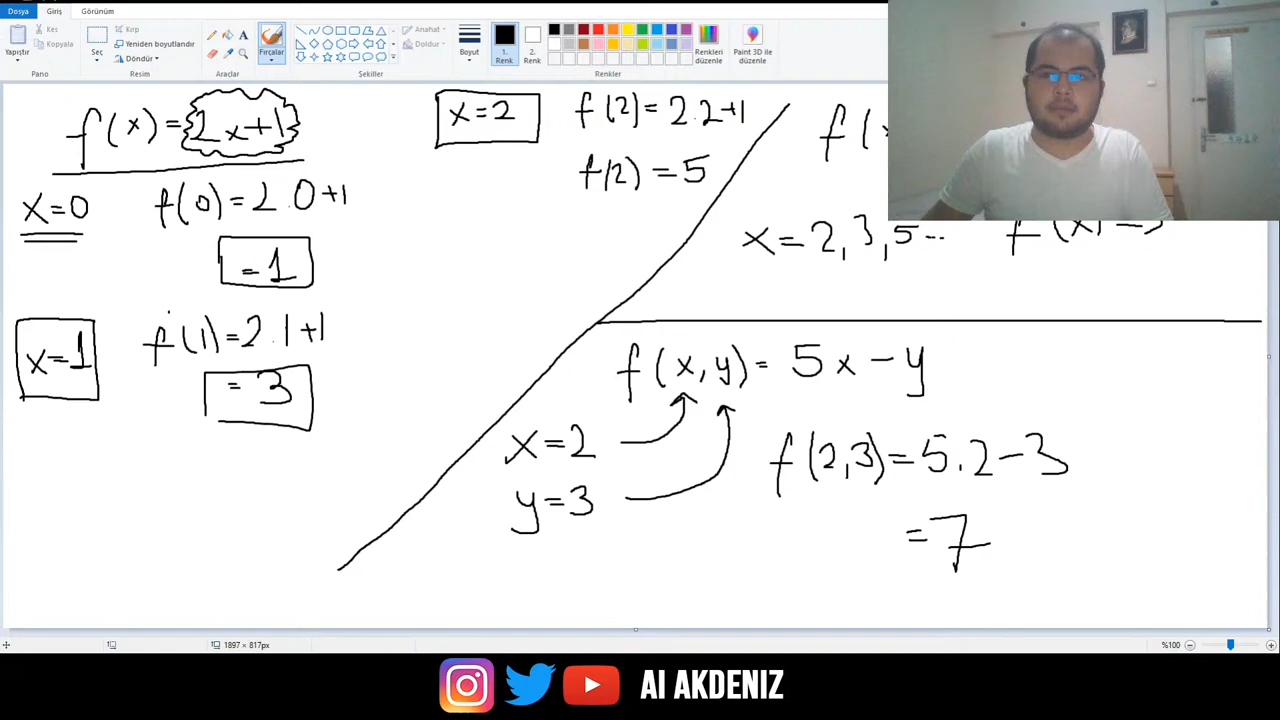 Dosya Giriş Görünüm
Yapıştır
Kes
Kopyala
Pano
Seç
Kırp
Yeniden boyutlandır
Döndür
Resim
A
Araçlar
Fırçalar
Anahat
Doldur
Şekiller
Boyut
1.
Renk
2.
Renk
Renkleri
düzenle
Paint 3D ile
düzenle
Renkler
f(x)=2x+1
x=0 f(0)=2.0+1
=1
x=1 f(1)=2.1+1
=3
x=2 f(2)=2.2+1
f(2)=5
f(
x=2,3,5..
f(x)
f(x,y)=5x-y
x=2
y=3
f(2,3)=5.2-3
=7
1897 × 817px
%100
AI AKDENIZ